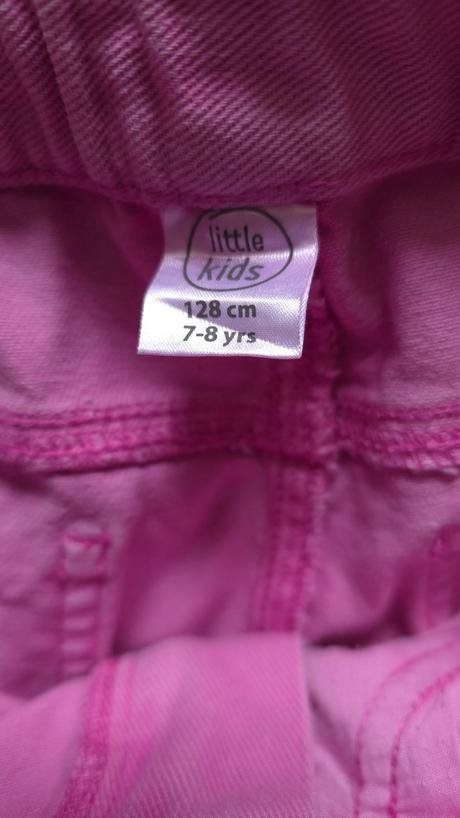 little
kids
128 cm
7-8 yrs